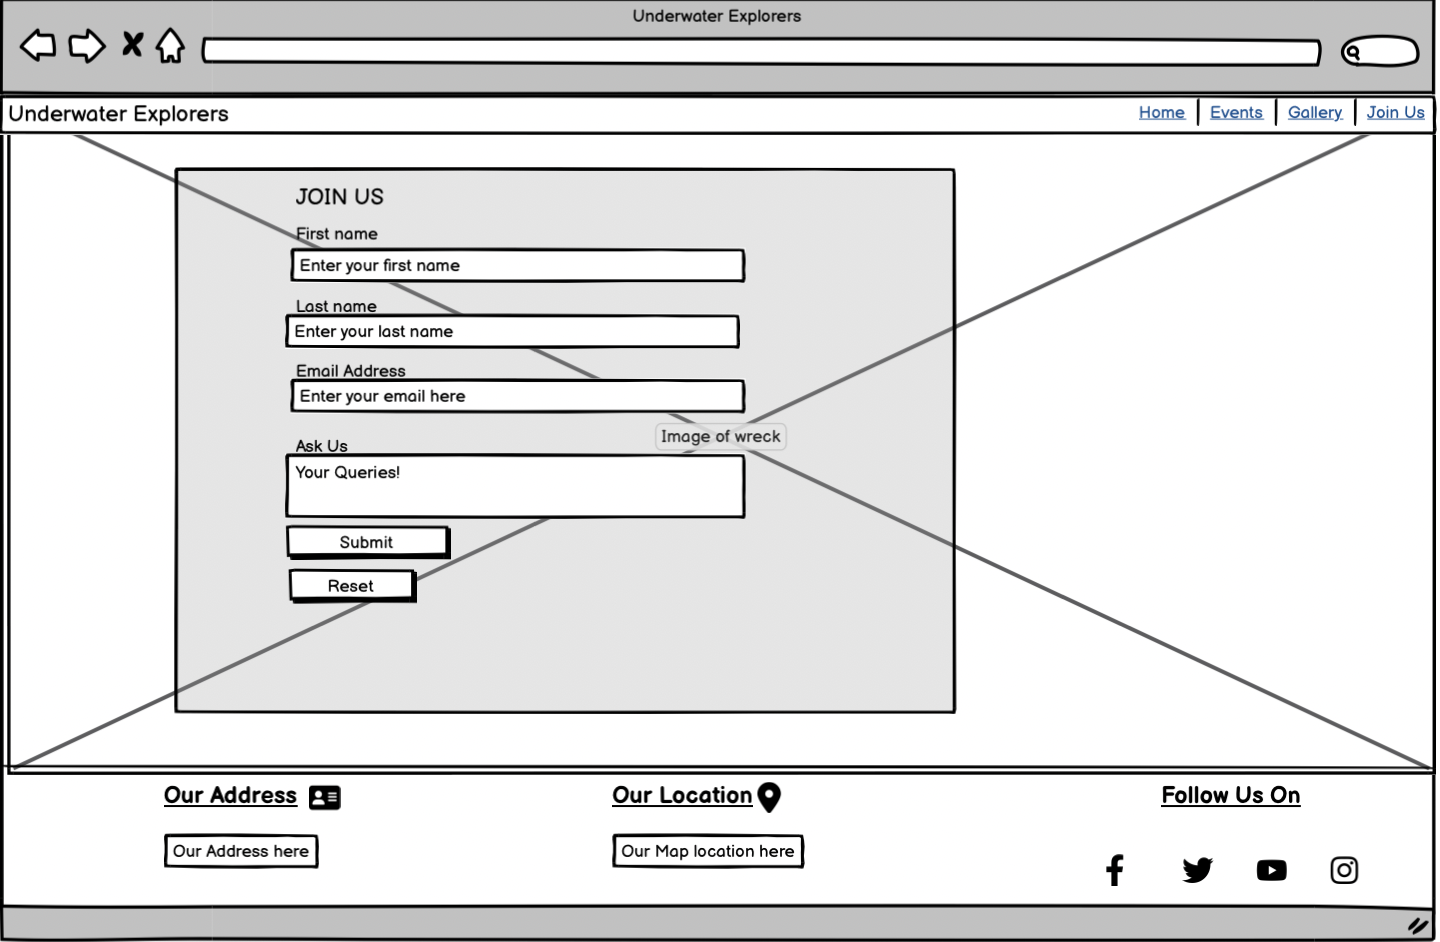 Underwater Explorers
Underwater Explorers
Home Events Gallery Join Us
JOIN US
First name
Enter your first name
Last name
Enter your last name
Email Address
Enter your email here
Image of wreck
Ask Us
Your Queries!
Submit
Reset
Our Address
Our Address here
Our Location
Our Map location here
Follow Us On